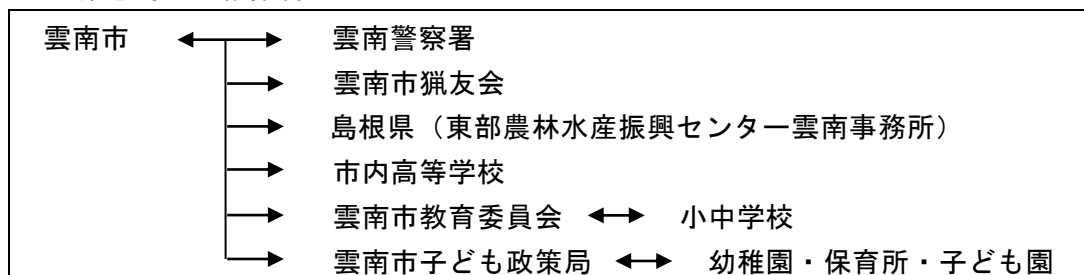 雲南市 ←→ 雲南警察署
→ 雲南市猟友会
→ 島根県（東部農林水産振興センター雲南事務所）
→ 市内高等学校
→ 雲南市教育委員会 ←→ 小中学校
→ 雲南市子ども政策局 ←→ 幼稚園・保育所・子ども園